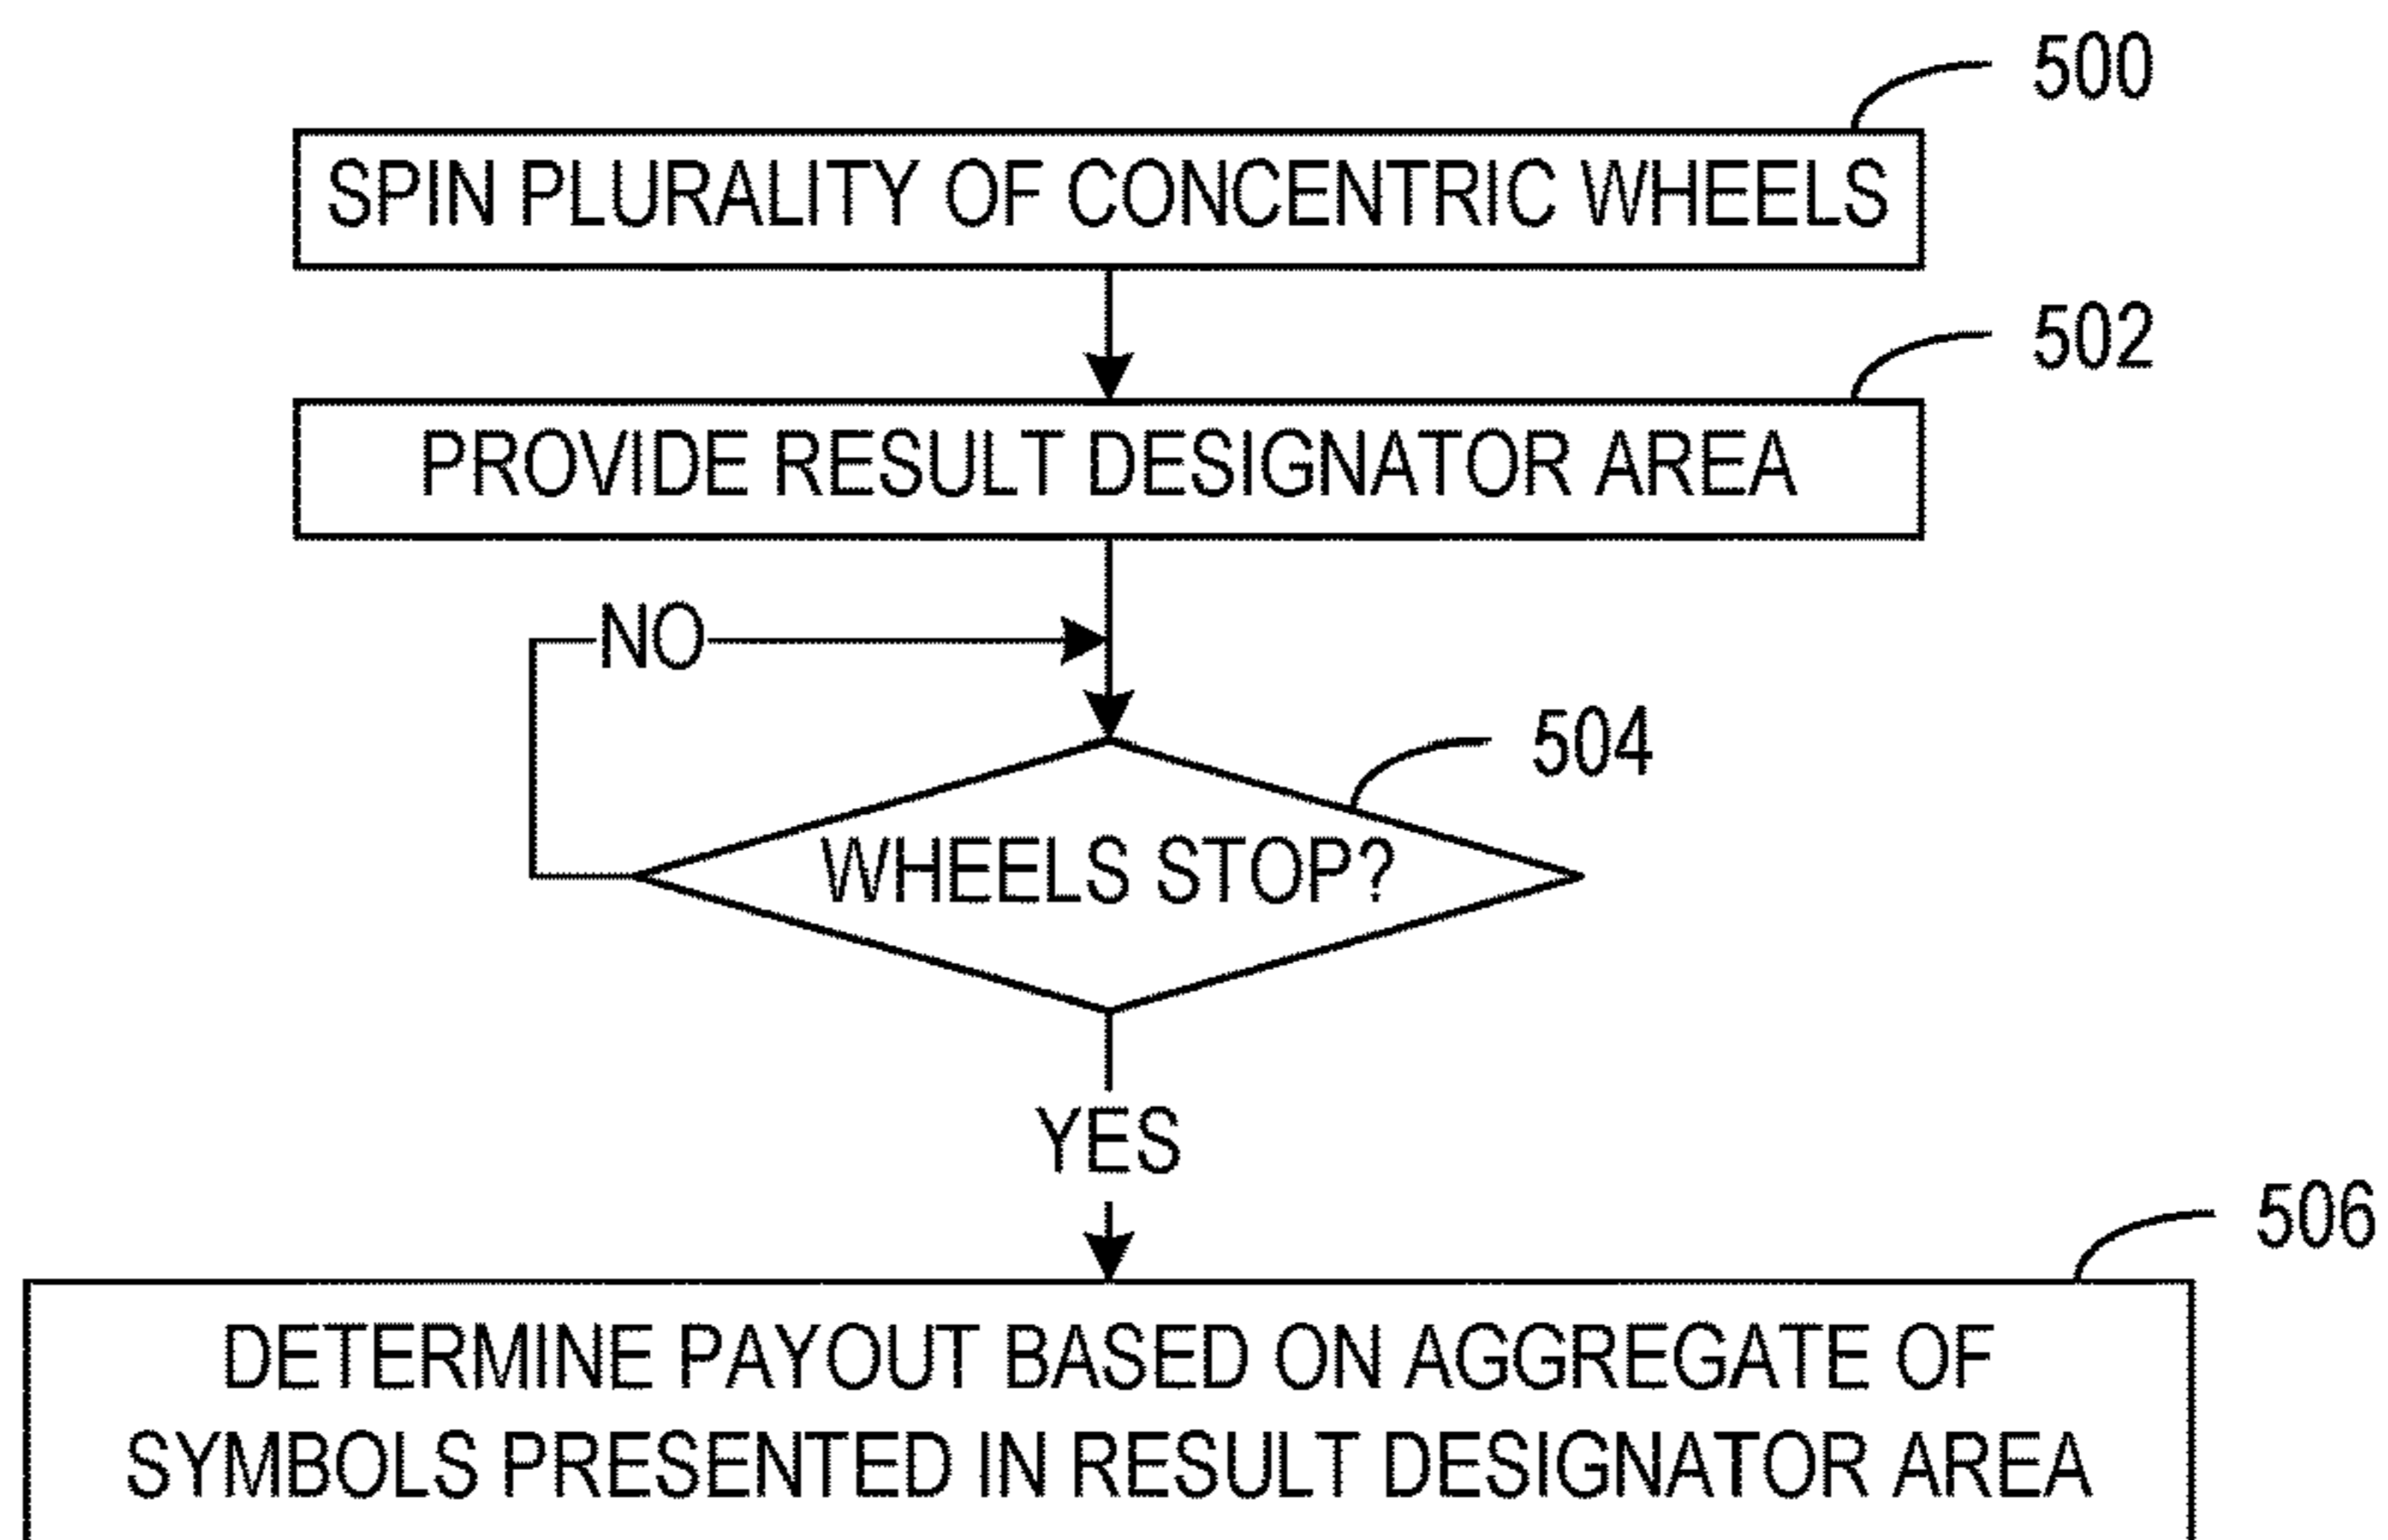 500
SPIN PLURALITY OF CONCENTRIC WHEELS
502
PROVIDE RESULT DESIGNATOR AREA
NO
504
WHEELS STOP?
YES
506
DETERMINE PAYOUT BASED ON AGGREGATE OF
SYMBOLS PRESENTED IN RESULT DESIGNATOR AREA